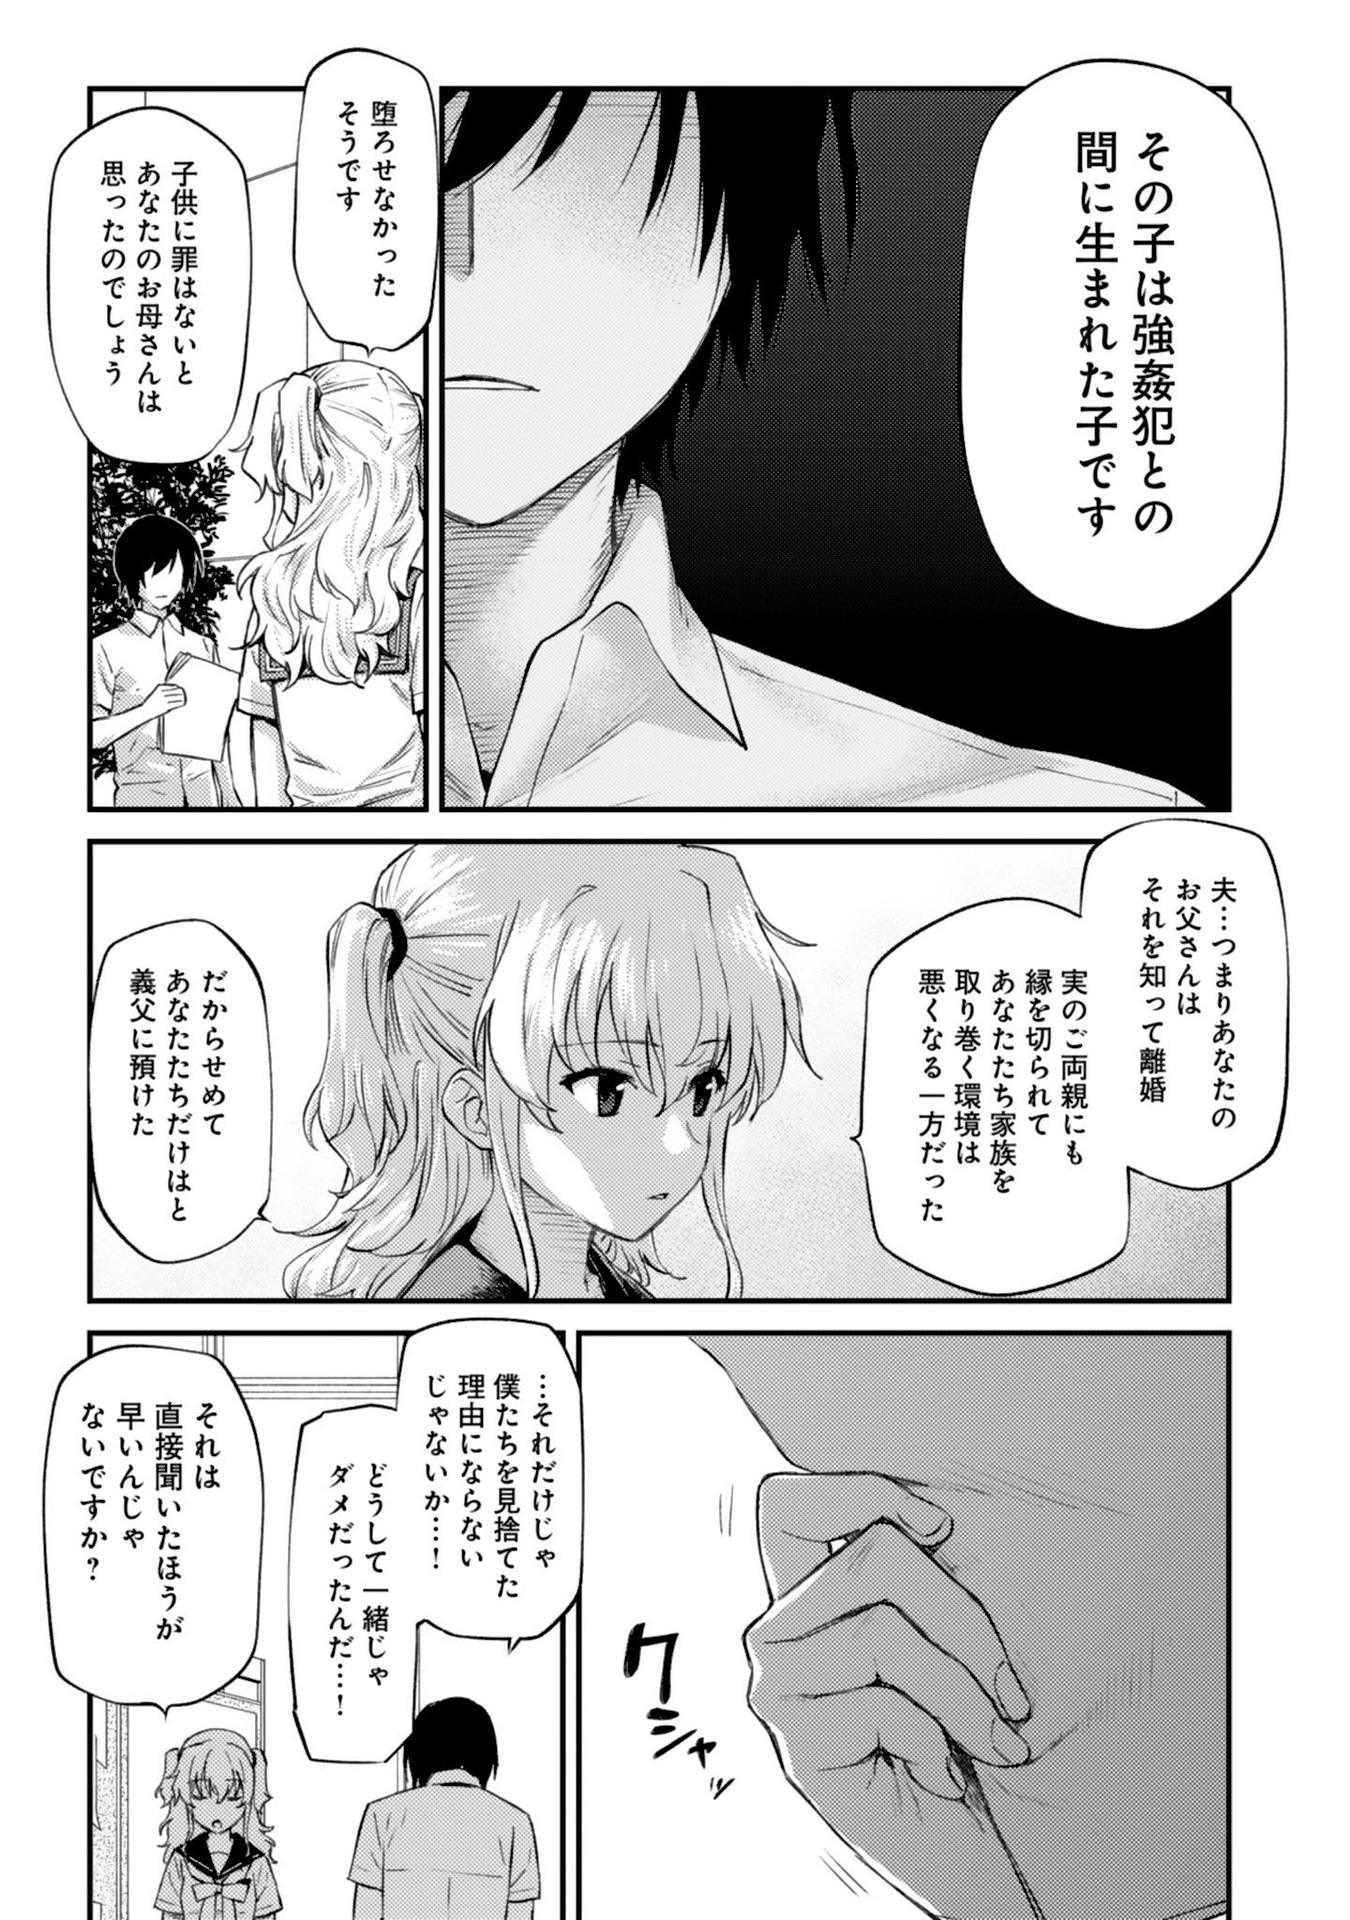 その子は強姦犯との
間に生まれた子です
堕ろせなかった
そうです
子供に罪はないと
あなたのお母さんは
思ったのでしょう
夫…つまりあなたの
お父さんは
それを知って離婚
実のご両親にも
縁を切られて
あなたたち家族を
取り巻く環境は
悪くなる一方だった
だからせめて
あなたたちだけはと
義父に預けた
クシャッ
…それだけじゃ
僕たちを見捨てた
理由にならない
じゃないか…!
どうして一緒じゃ
ダメだったんだ…!
それは
直接聞いたほうが
早いんじゃ
ないですか?